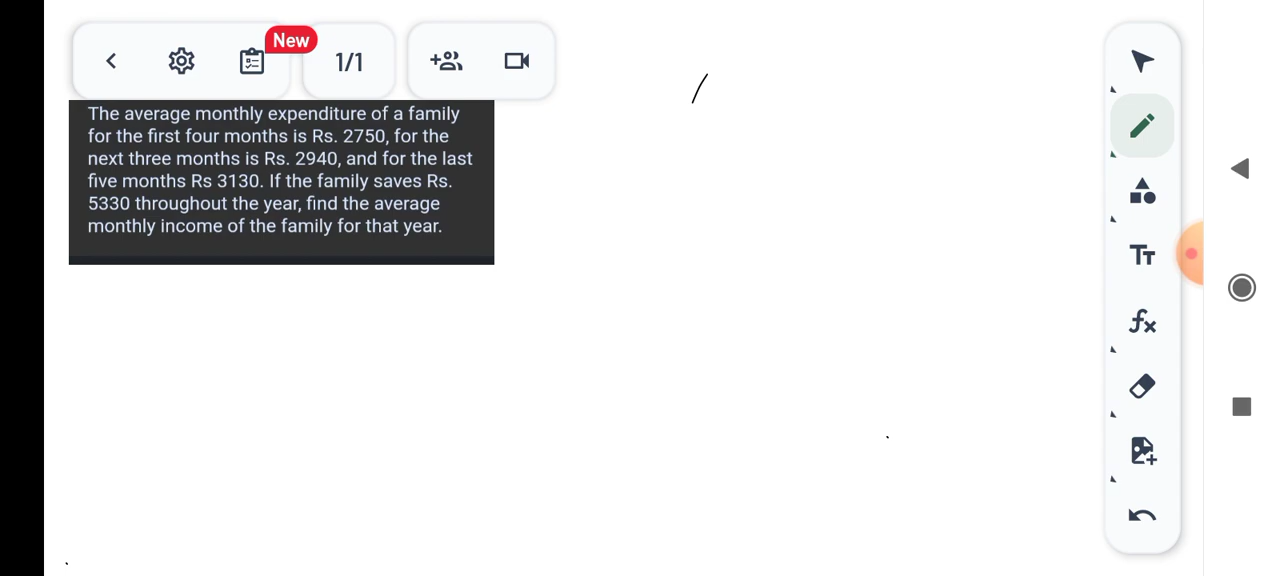 New
1/1
The average monthly expenditure of a family
for the first four months is Rs. 2750, for the
next three months is Rs. 2940, and for the last
five months Rs 3130. If the family saves Rs.
5330 throughout the year, find the average
monthly income of the family for that year.
Tт
fx